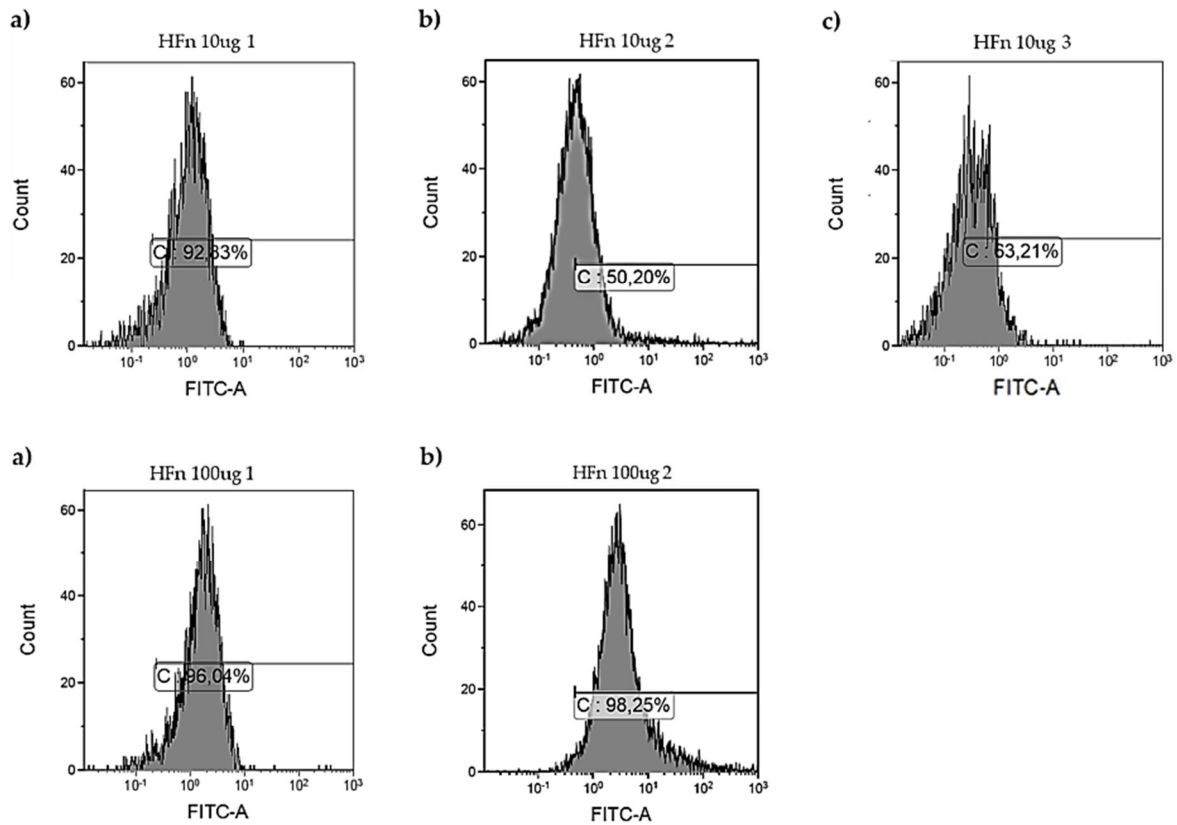 a)
HFn 10ug 1
60
40
20
0
Count
C : 92,83%
10-1 100 101 102 103
FITC-A
b)
HFn 10ug 2
60
40
20
0
Count
C : 50,20%
10-1 100 101 102 103
FITC-A
c)
HFn 10ug 3
60
40
20
0
Count
C : 63,21%
10-1 100 101 102 103
FITC-A
a)
HFn 100ug 1
60
40
20
0
Count
C : 96,04%
10-1 100 101 102 103
FITC-A
b)
HFn 100ug 2
60
40
20
0
Count
C : 98,25%
10-1 100 101 102 103
FITC-A